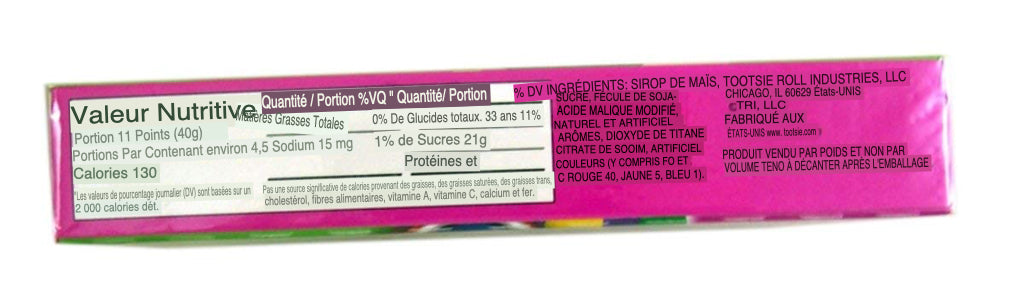 Valeur Nutritive
Portion 11 Points (40g)
Portions Par Contenant environ 4,5 Sodium 15 mg
Calories 130
*Les valeurs de pourcentage journalier (DV) sont basées sur un
2 000 calories dét.
Quantité / Portion %VQ " Quantité/ Portion % DV
Matières Grasses Totales 0% De Glucides totaux. 33 ans 11%
1% de Sucres 21g
Protéines et
Pas une source significative de calories provenant des graisses, des graisses saturées, des graisses trans,
cholestérol, fibres alimentaires, vitamine A, vitamine C, calcium et fer.
INGRÉDIENTS: SIROP DE MAÏS,
SUCRE, FÉCULE DE SOJA-
ACIDE MALIQUE MODIFIÉ,
NATUREL ET ARTIFICIEL
ARÔMES, DIOXYDE DE TITANE
CITRATE DE SOOIM, ARTIFICIEL
COULEURS (Y COMPRIS FO ET
C ROUGE 40, JAUNE 5, BLEU 1).
TOOTSIE ROLL INDUSTRIES, LLC
CHICAGO, IL 60629 États-UNIS
©TRI, LLC
FABRIQUÉ AUX
ÉTATS-UNIS www. tootsie.com
PRODUIT VENDU PAR POIDS ET NON PAR
VOLUME TENO À DÉCANTER APRÈS L'EMBALLAGE